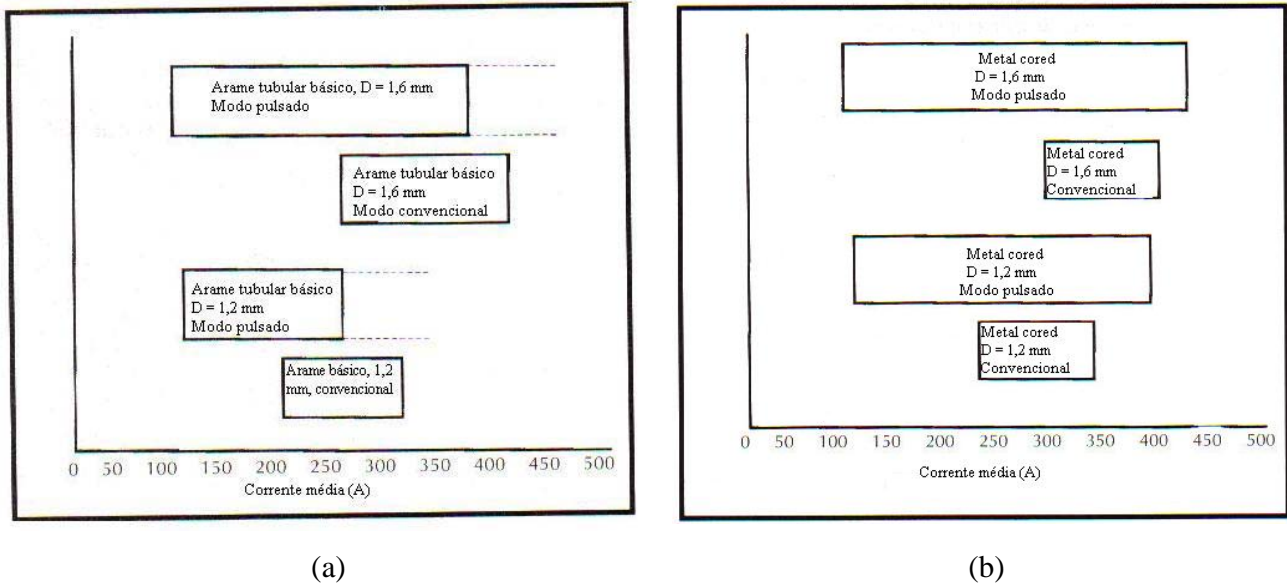 Arame tubular básico, D = 1,6 mm
Modo pulsado
Arame tubular básico
D = 1,6 mm
Modo convencional
Arame tubular básico
D = 1,2 mm
Modo pulsado
Arame básico, 1,2
mm, convencional
0 50 100 150 200 250 300 350 400 450 500
Corrente média (A)
(a)
Metal cored
D = 1,6 mm
Modo pulsado
Metal cored
D = 1,6 mm
Convencional
Metal cored
D = 1,2 mm
Modo pulsado
Metal cored
D = 1,2 mm
Convencional
0 50 100 150 200 250 300 350 400 450 500
Corrente média (A)
(b)